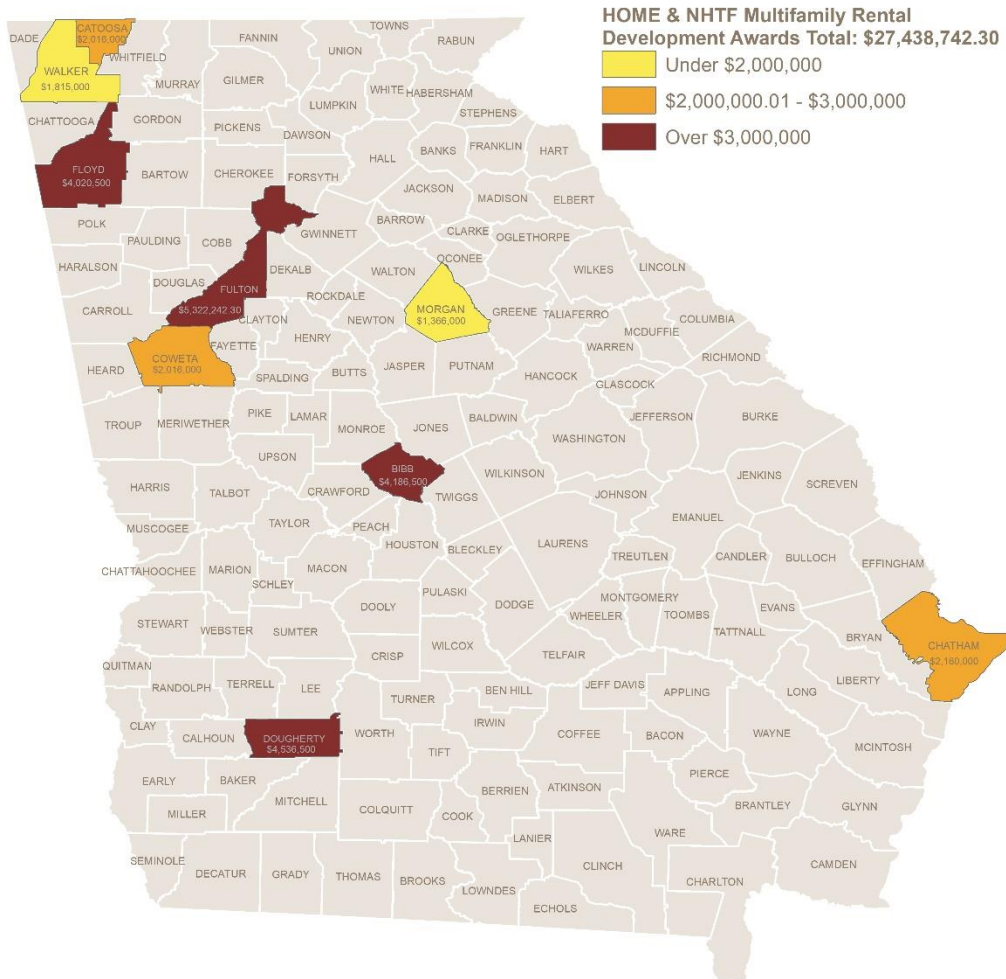 HOME & NHTF Multifamily Rental
Development Awards Total: $27,438,742.30
Under $2,000,000
$2,000,000.01 - $3,000,000
Over $3,000,000
DADE
CATOOSA
$2,016,000
WHITFIELD
WALKER
$1,815,000
MURRAY
FANNIN
GILMER
UNION
TOWNS
RABUN
LUMPKIN
WHITE
HABERSHAM
STEPHENS
CHATTOOGA
GORDON
PICKENS
DAWSON
HALL
BANKS
FRANKLIN
HART
FLOYD
$4,020,500
BARTOW
CHEROKEE
FORSYTH
JACKSON
MADISON
ELBERT
POLK
PAULDING
COBB
GWINNETT
BARROW
CLARKE
OGLETHORPE
OCONEE
HARALSON
DOUGLAS
FULTON
$5,322,242.30
DEKALB
WALTON
WILKES
LINCOLN
CARROLL
ROCKDALE
NEWTON
MORGAN
$1,366,000
GREENE
TALIAFERRO
COLUMBIA
MCDUFFIE
CLAYTON
HENRY
WARREN
RICHMOND
COWETA
$2,016,000
FAYETTE
HEARD
SPALDING
BUTTS
JASPER
PUTNAM
HANCOCK
GLASCOCK
TROUP
MERIWETHER
PIKE
LAMAR
MONROE
JONES
BALDWIN
JEFFERSON
BURKE
WASHINGTON
UPSON
BIBB
$4,186,500
WILKINSON
JENKINS
SCREVEN
HARRIS
TALBOT
CRAWFORD
TWIGGS
JOHNSON
EMANUEL
MUSCOGEE
TAYLOR
PEACH
HOUSTON
BLECKLEY
LAURENS
TREUTLEN
CANDLER
BULLOCH
EFFINGHAM
CHATTAHOOCHEE
MARION
SCHLEY
MACON
DOOLY
PULASKI
DODGE
WHEELER
MONTGOMERY
TOOMBS
EVANS
TATTNALL
BRYAN
CHATHAM
$2,160,000
STEWART
WEBSTER
SUMTER
CRISP
WILCOX
TELFAIR
LIBERTY
QUITMAN
RANDOLPH
TERRELL
LEE
TURNER
BEN HILL
JEFF DAVIS
APPLING
LONG
CLAY
CALHOUN
DOUGHERTY
$4,536,500
WORTH
IRWIN
COFFEE
BACON
WAYNE
MCINTOSH
TIFT
EARLY
BAKER
MITCHELL
PIERCE
MILLER
COLQUITT
COOK
BERRIEN
ATKINSON
BRANTLEY
GLYNN
LANIER
WARE
SEMINOLE
DECATUR
GRADY
THOMAS
BROOKS
LOWNDES
CLINCH
CHARLTON
CAMDEN
ECHOLS